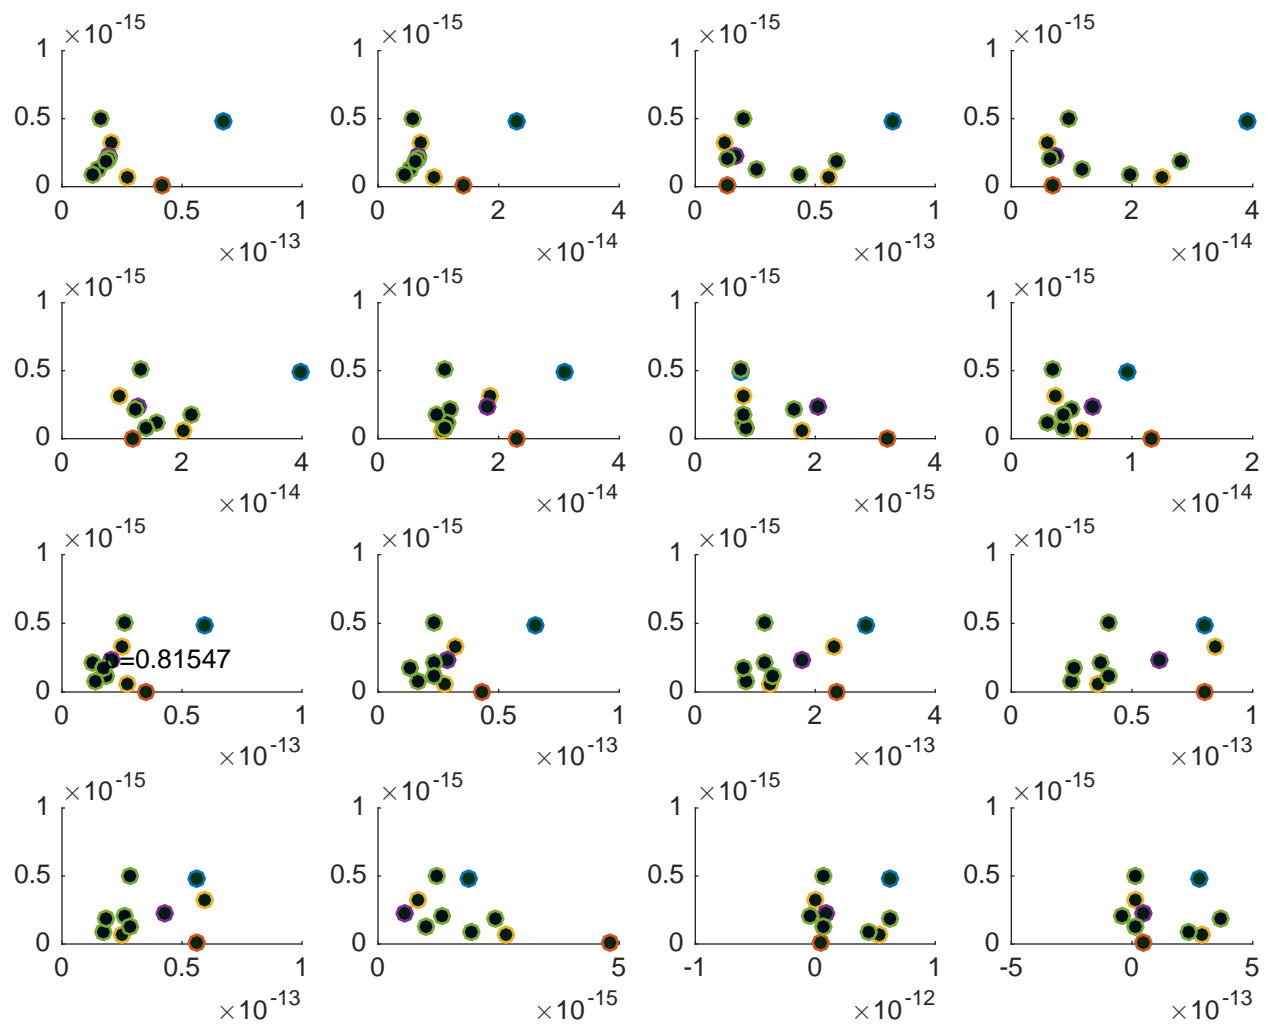 ×10-15 ×10-15 ×10-15 ×10-15
1 1 1 1
0.5 0.5 0.5 0.5
0 0 0 0
0 0.5 1 0 2 4 0 0.5 1 0 2 4
×10-13 ×10-14 ×10-13 ×10-14
×10-15 ×10-15 ×10-15 ×10-15
1 1 1 1
0.5 0.5 0.5 0.5
0 0 0 0
0 2 4 0 2 4 0 2 4 0 1 2
×10-14 ×10-14 ×10-15 ×10-14
×10-15 ×10-15 ×10-15 ×10-15
1 1 1 1
0.5 0.5 0.5 0.5
p=0.81547
0 0 0 0
0 0.5 1 0 0.5 1 0 2 4 0 0.5 1
×10-13 ×10-13 ×10-13 ×10-13
×10-15 ×10-15 ×10-15 ×10-15
1 1 1 1
0.5 0.5 0.5 0.5
0 0 0 0
0 0.5 1 0 5 -1 0 1 -5 0 5
×10-13 ×10-15 ×10-12 ×10-13